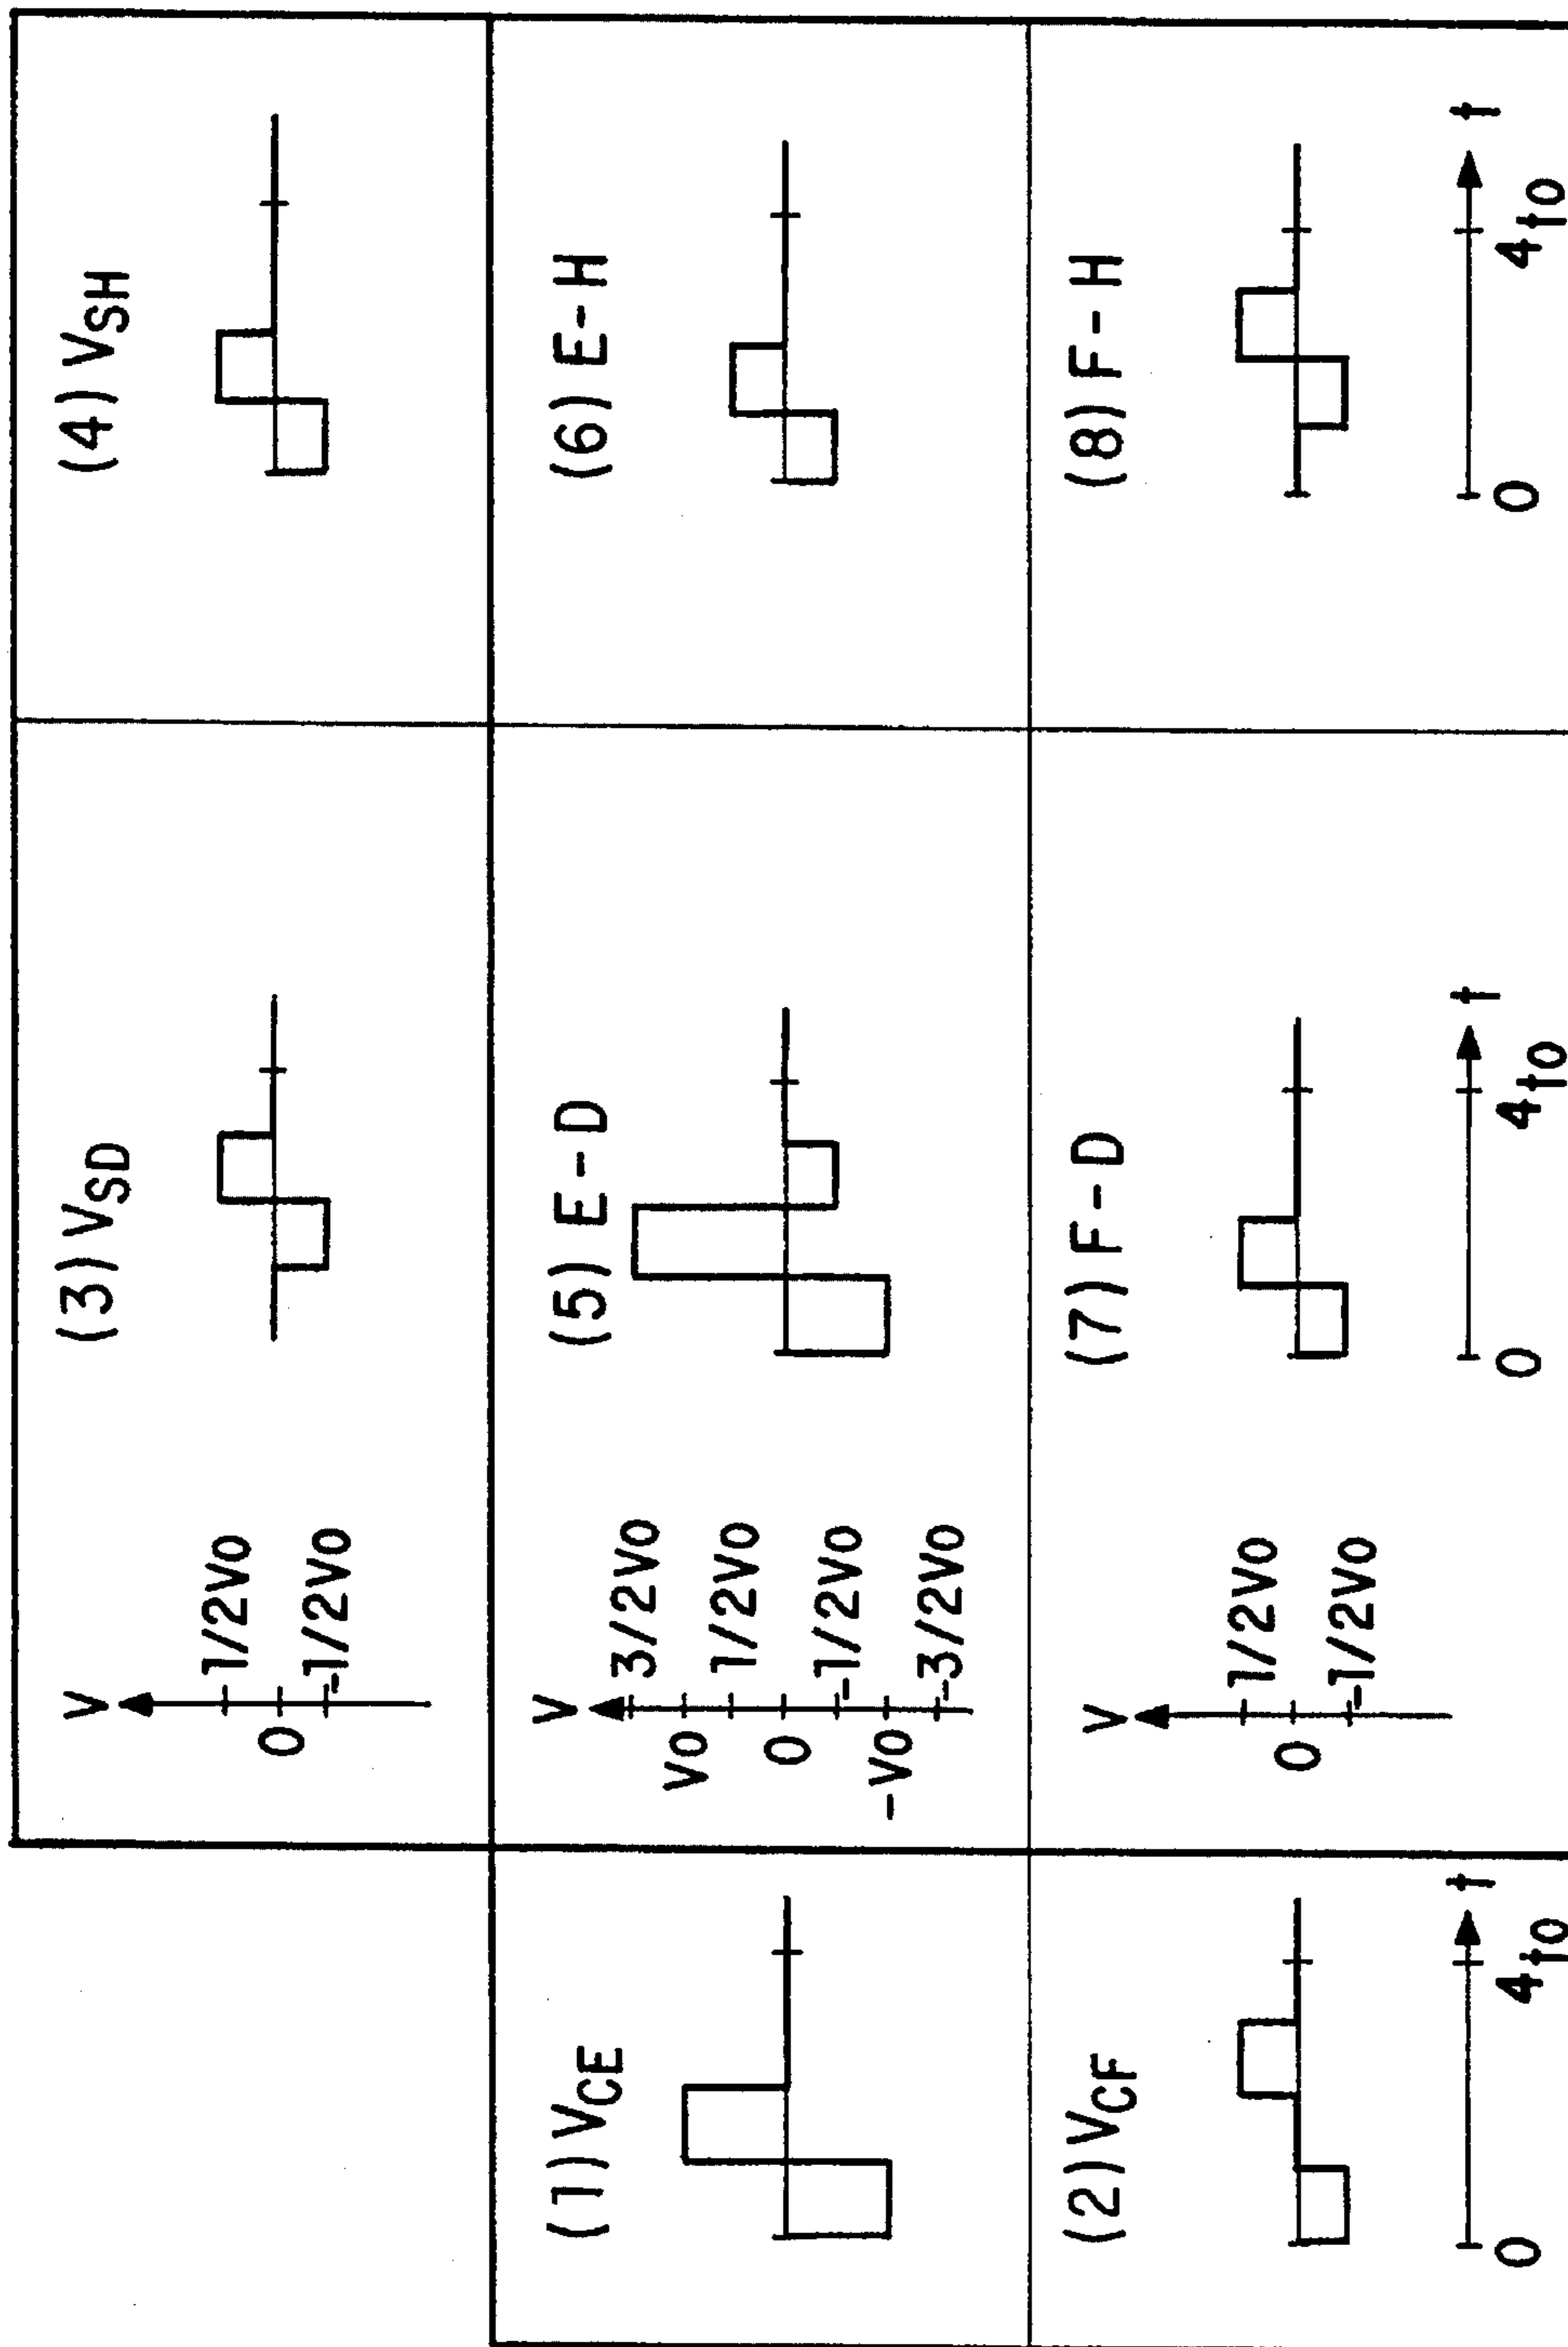 (3) VSD
(4) VSH
V
1/2Vo
0
-1/2Vo
(1) VCE
(5) E-D
(6) E-H
V
3/2Vo
Vo
1/2Vo
0
-1/2Vo
-Vo
-3/2Vo
(2) VCF
(7) F-D
(8) F-H
V
1/2Vo
0
-1/2Vo
0
4to
t
0
4to
t
0
4to
t